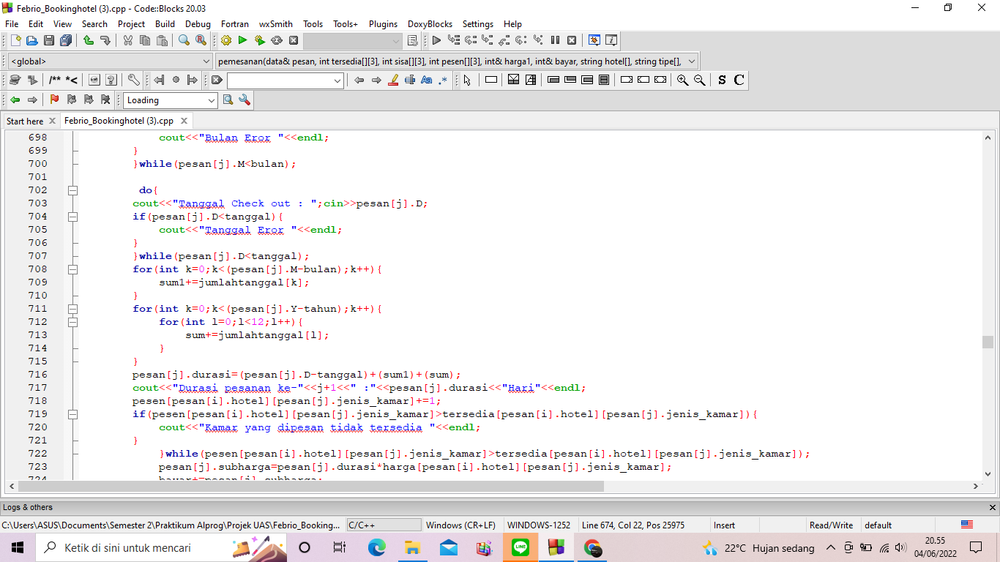 Febrio_Bookinghotel (3).cpp - Code::Blocks 20.03
File Edit View Search Project Build Debug Fortran wxSmith Tools Tools+ Plugins DoxyBlocks Settings Help
<global> pemesanan(data& pesan, int tersedia[][3], int sisa[][3], int pesen[][3], int& harga1, int& bayar, string hotel[], string tipe[],
/** *< Aa .* S C
Loading
Start here Febrio_Bookinghotel (3).cpp
698 cout<<"Bulan Eror "<<endl;
699 }
700 }while(pesan[j].M<bulan);
701
702 do{
703 cout<<"Tanggal Check out : ";cin>>pesan[j].D;
704 if(pesan[j].D<tanggal){
705 cout<<"Tanggal Eror "<<endl;
706 }
707 }while(pesan[j].D<tanggal);
708 for(int k=0;k<(pesan[j].M-bulan);k++){
709 sum1+=jumlahtanggal[k];
710 }
711 for(int k=0;k<(pesan[j].Y-tahun);k++){
712 for(int l=0;l<12;l++){
713 sum+=jumlahtanggal[l];
714 }
715 }
716 pesan[j].durasi=(pesan[j].D-tanggal)+(sum1)+(sum);
717 cout<<"Durasi pesanan ke-"<<j+1<<" :"<<pesan[j].durasi<<"Hari"<<endl;
718 pesen[pesan[i].hotel][pesan[j].jenis_kamar]+=1;
719 if(pesen[pesan[i].hotel][pesan[j].jenis_kamar]>tersedia[pesan[i].hotel][pesan[j].jenis_kamar]){
720 cout<<"Kamar yang dipesan tidak tersedia "<<endl;
721 }
722 }while(pesen[pesan[i].hotel][pesan[j].jenis_kamar]>tersedia[pesan[i].hotel][pesan[j].jenis_kamar]);
723 pesan[j].subharga=pesan[j].durasi*harga[pesan[i].hotel][pesan[j].jenis_kamar];
724 bayar+=pesan[j].subharga;
Logs & others
C:\Users\ASUS\Documents\Semester 2\Praktikum Alprog\Projek UAS\Febrio_Booking... C/C++ Windows (CR+LF) WINDOWS-1252 Line 674, Col 22, Pos 25975 Insert Read/Write default
Ketik di sini untuk mencari LINE 22°C Hujan sedang 20.55
04/06/2022